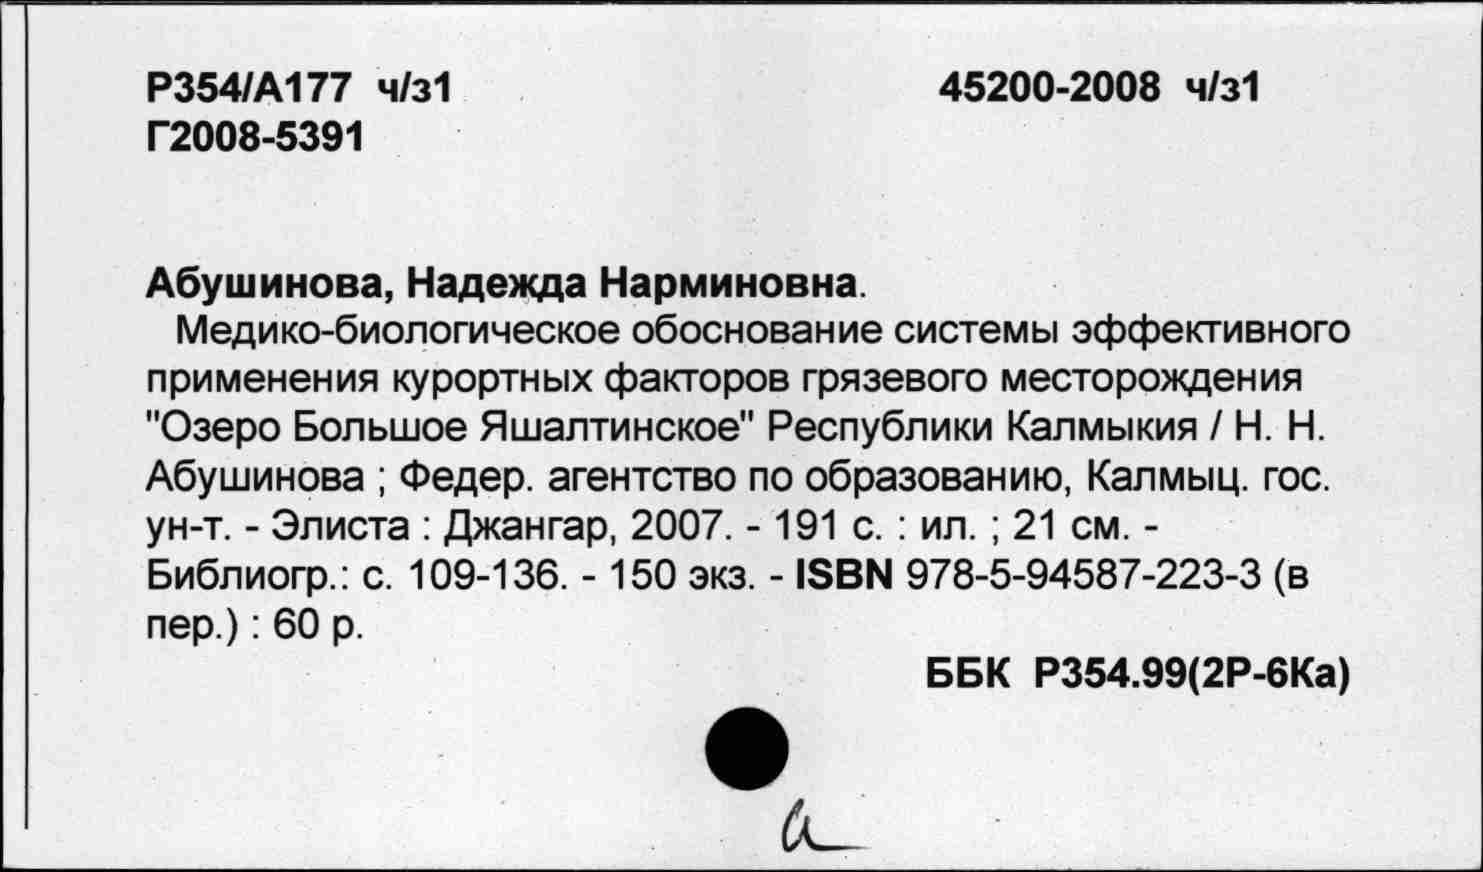 Р354/А177 ч/з1 45200-2008 ч/з1
Г2008-5391
Абушинова, Надежда Нарминовна.
Медико-биологическое обоснование системы эффективного
применения курортных факторов грязевого месторождения
"Озеро Большое Яшалтинское" Республики Калмыкия / Н. Н.
Абушинова ; Федер. агентство по образованию, Калмыц. гос.
ун-т. - Элиста : Джангар, 2007. - 191 с. : ил. ; 21 см. -
Библиогр.: с. 109-136. - 150 экз. - ISBN 978-5-94587-223-3 (в
пер.) : 60 р.
ББК Р354.99(2Р-6Ка)
а